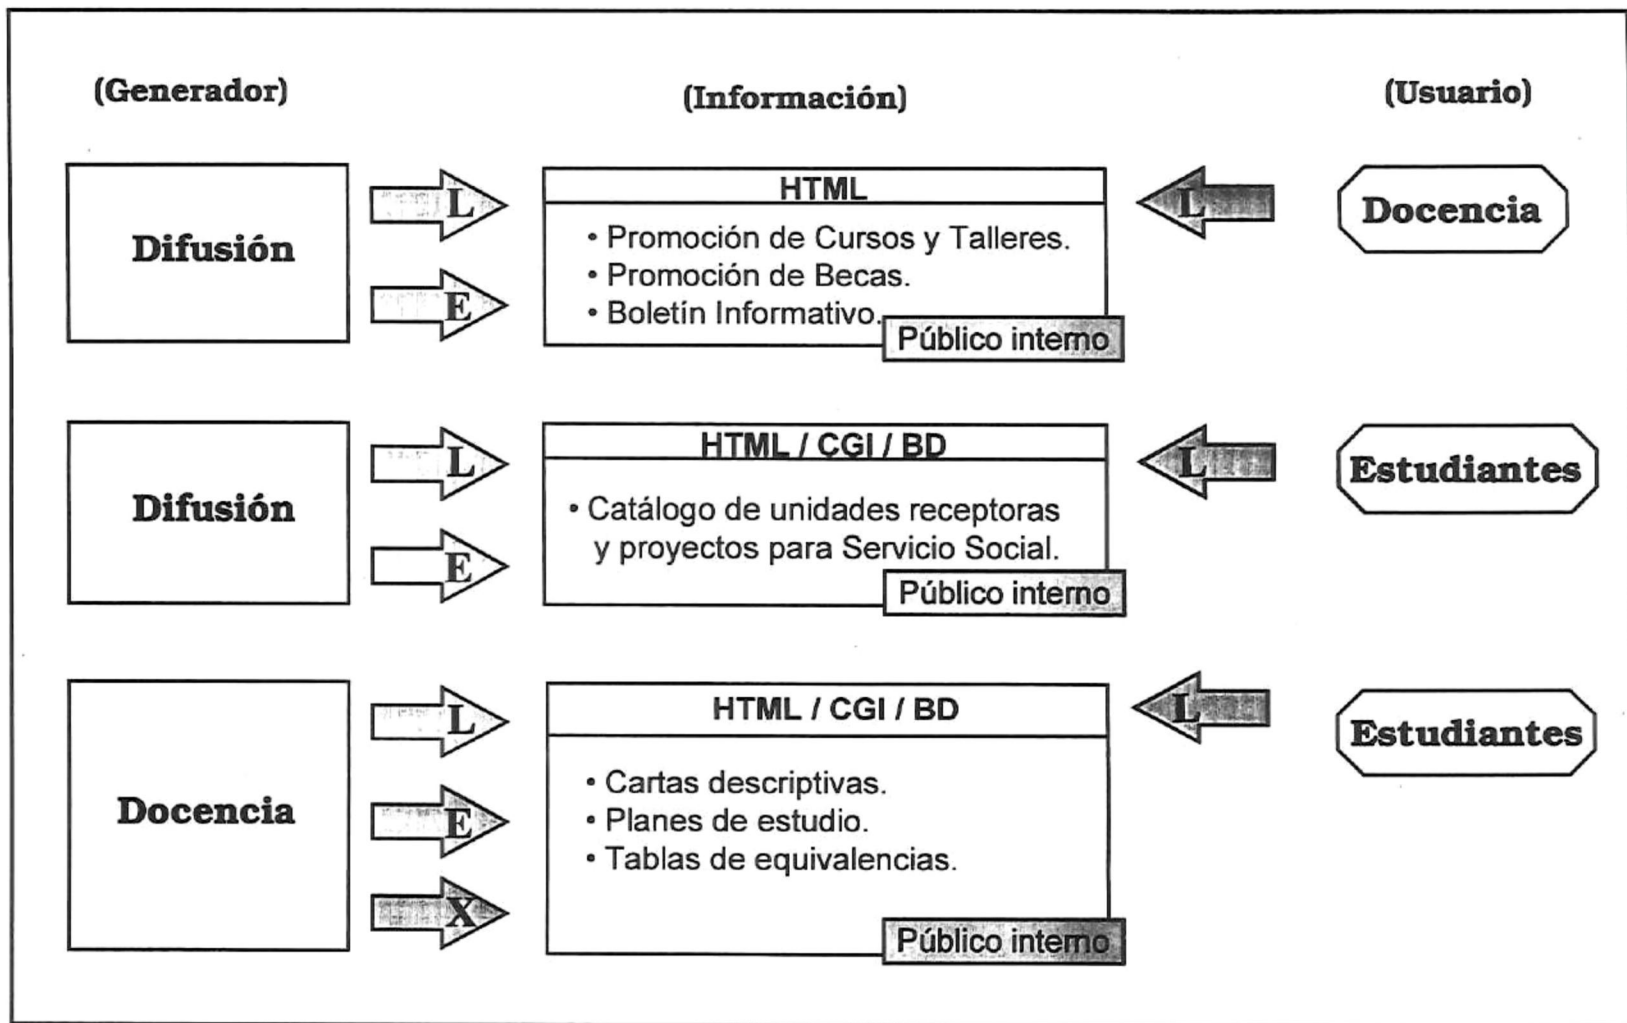 (Generador)
(Información)
(Usuario)
Difusión
L
E
HTML
• Promoción de Cursos y Talleres.
• Promoción de Becas.
• Boletín Informativo.
Público interno
L
Docencia
Difusión
L
E
HTML / CGI / BD
• Catálogo de unidades receptoras
y proyectos para Servicio Social.
Público interno
L
Estudiantes
Docencia
L
E
X
HTML / CGI / BD
• Cartas descriptivas.
• Planes de estudio.
• Tablas de equivalencias.
Público interno
L
Estudiantes